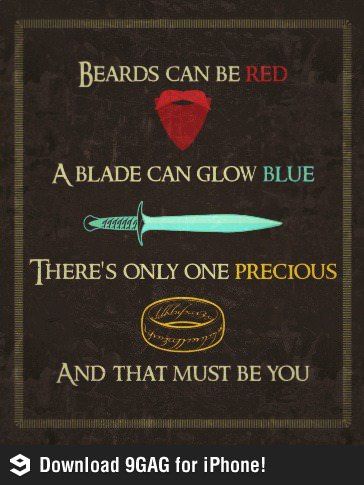 Beards can be red
A blade can glow blue
There's only one precious
And that must be you
Download 9GAG for iPhone!